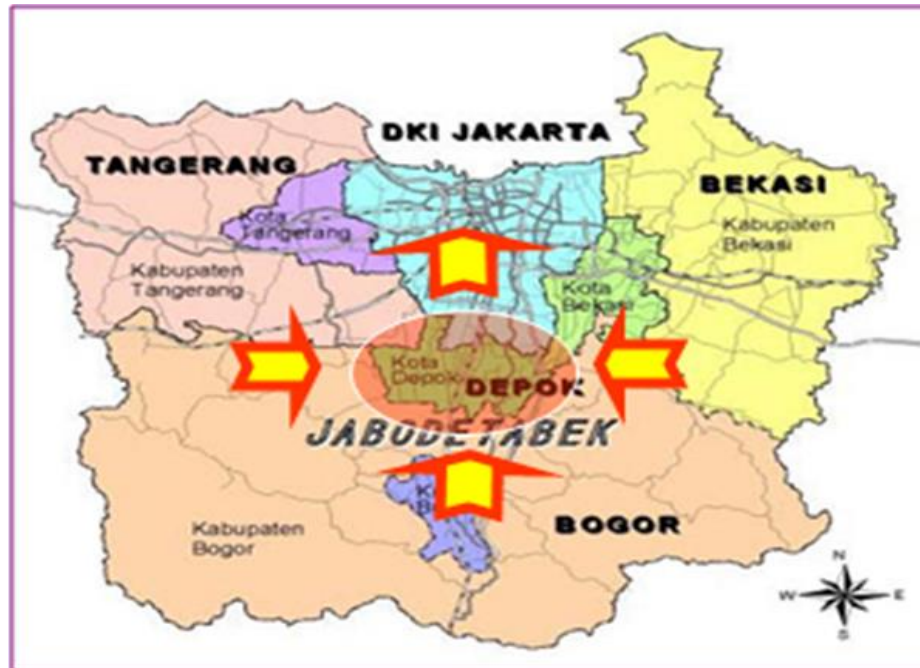 DKI JAKARTA
TANGERANG
BEKASI
Kota
Tangerang
Kabupaten
Bekasi
Kabupaten
Tangerang
Kota
Bekasi
Kota
Depok
DEPOK
JABODETABEK
Kabupaten
Bogor
BOGOR
N
W
E
S